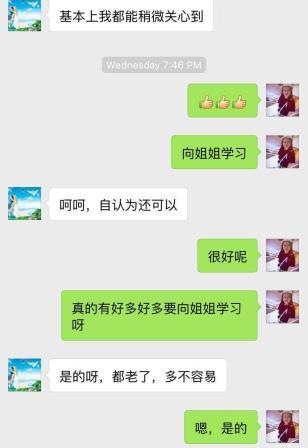 基本上我都能稍微关心到
Wednesday 7:46 PM
👍👍👍
向姐姐学习
呵呵，自认为还可以
很好呢
真的有好多好多要向姐姐学习
呀
是的呀，都老了，多不容易
嗯，是的